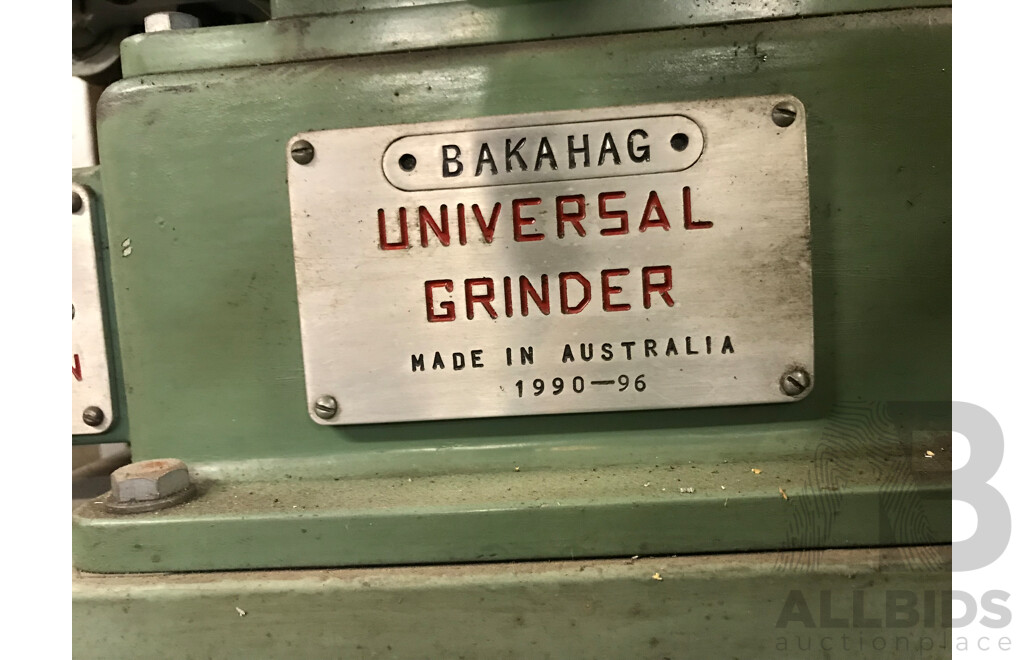 BAKAHAG
UNIVERSAL
GRINDER
MADE IN AUSTRALIA
1990—96
N
B
ALLBIDS
auctionplace